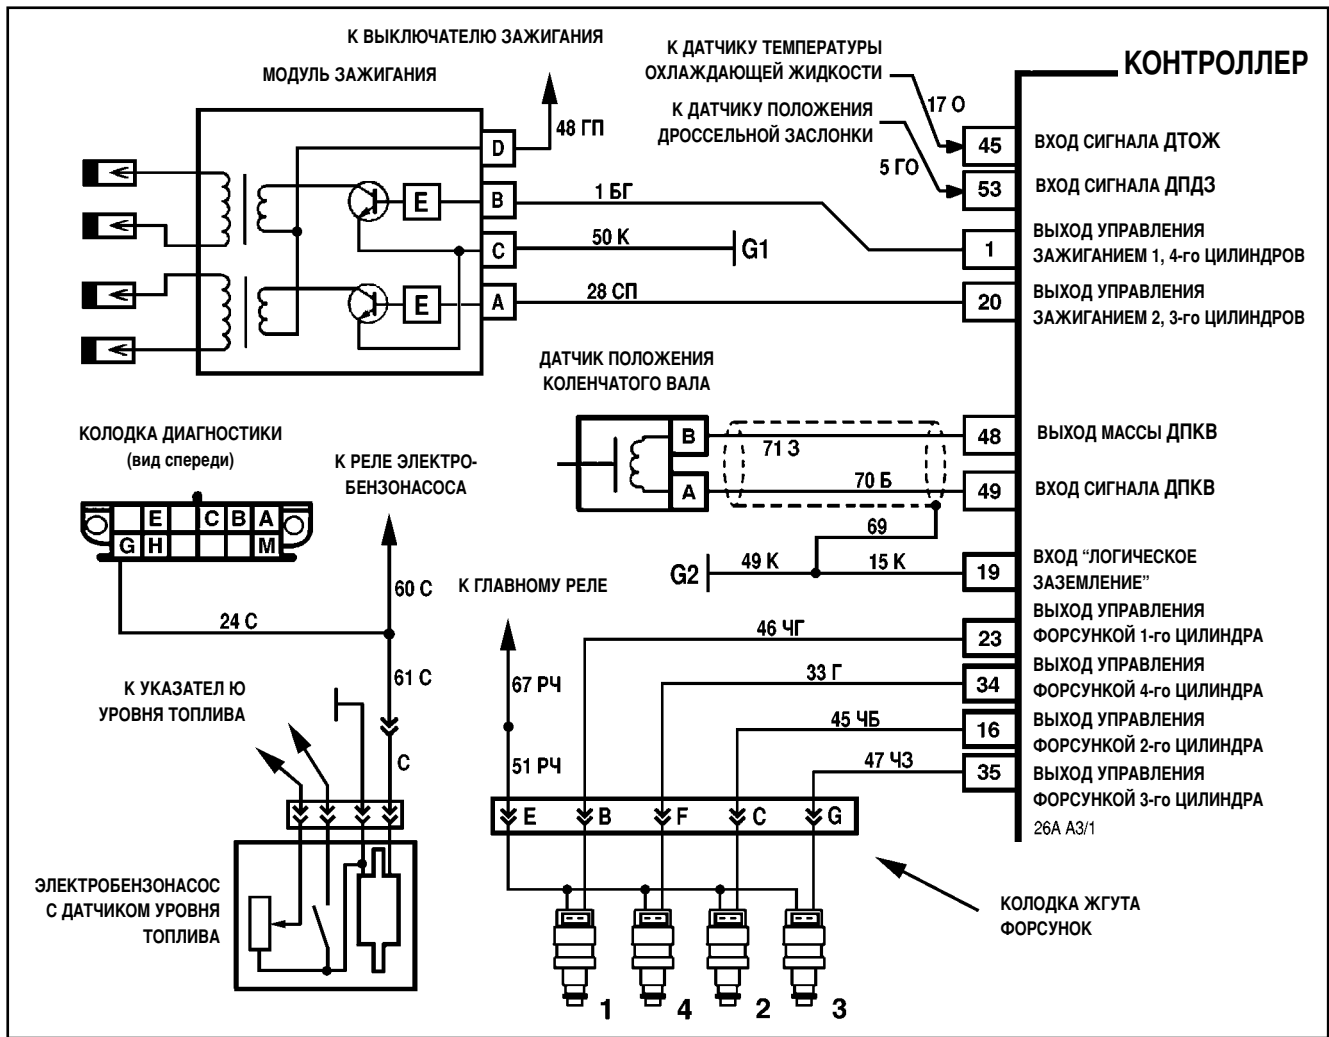 К ВЫКЛЮЧАТЕЛЮ ЗАЖИГАНИЯ
МОДУЛЬ ЗАЖИГАНИЯ
48 ГП
D
B
C
A
E
E
1 БГ
50 К
G1
28 СП
К ДАТЧИКУ ТЕМПЕРАТУРЫ
ОХЛАЖДАЮЩЕЙ ЖИДКОСТИ
17 О
К ДАТЧИКУ ПОЛОЖЕНИЯ
ДРОССЕЛЬНОЙ ЗАСЛОНКИ
5 ГО
КОНТРОЛЛЕР
45
ВХОД СИГНАЛА ДТОЖ
53
ВХОД СИГНАЛА ДПДЗ
1
ВЫХОД УПРАВЛЕНИЯ
ЗАЖИГАНИЕМ 1, 4-го ЦИЛИНДРОВ
20
ВЫХОД УПРАВЛЕНИЯ
ЗАЖИГАНИЕМ 2, 3-го ЦИЛИНДРОВ
ДАТЧИК ПОЛОЖЕНИЯ
КОЛЕНЧАТОГО ВАЛА
B
A
71 З
70 Б
69
48
ВЫХОД МАССЫ ДПКВ
49
ВХОД СИГНАЛА ДПКВ
G2
49 К
15 К
19
ВХОД “ЛОГИЧЕСКОЕ
ЗАЗЕМЛЕНИЕ”
КОЛОДКА ДИАГНОСТИКИ
(вид спереди)
E
C
B
A
G
H
M
К РЕЛЕ ЭЛЕКТРО-
БЕНЗОНАСОСА
60 С
24 С
61 С
С
К ГЛАВНОМУ РЕЛЕ
67 РЧ
51 РЧ
46 ЧГ
23
ВЫХОД УПРАВЛЕНИЯ
ФОРСУНКОЙ 1-го ЦИЛИНДРА
33 Г
34
ВЫХОД УПРАВЛЕНИЯ
ФОРСУНКОЙ 4-го ЦИЛИНДРА
45 ЧБ
16
ВЫХОД УПРАВЛЕНИЯ
ФОРСУНКОЙ 2-го ЦИЛИНДРА
47 ЧЗ
35
ВЫХОД УПРАВЛЕНИЯ
ФОРСУНКОЙ 3-го ЦИЛИНДРА
26А А3/1
К УКАЗАТЕЛ Ю
УРОВНЯ ТОПЛИВА
ЭЛЕКТРОБЕНЗОНАСОС
С ДАТЧИКОМ УРОВНЯ
ТОПЛИВА
E
B
F
C
G
КОЛОДКА ЖГУТА
ФОРСУНОК
1
4
2
3